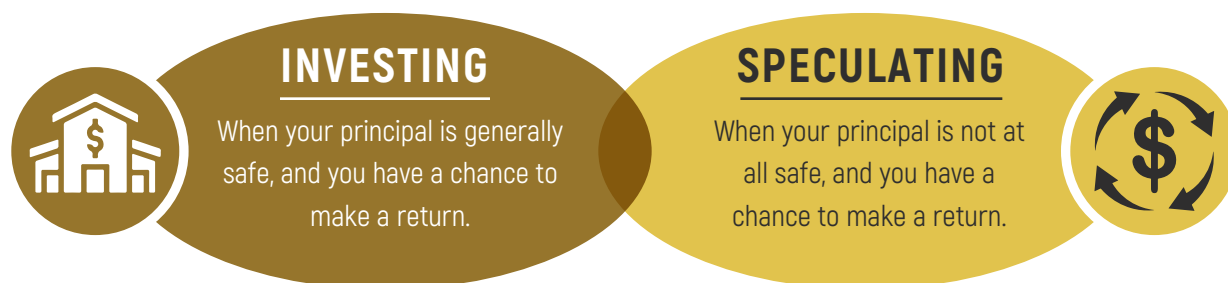 INVESTING
When your principal is generally
safe, and you have a chance to
make a return.
SPECULATING
When your principal is not at
all safe, and you have a
chance to make a return.
$
$